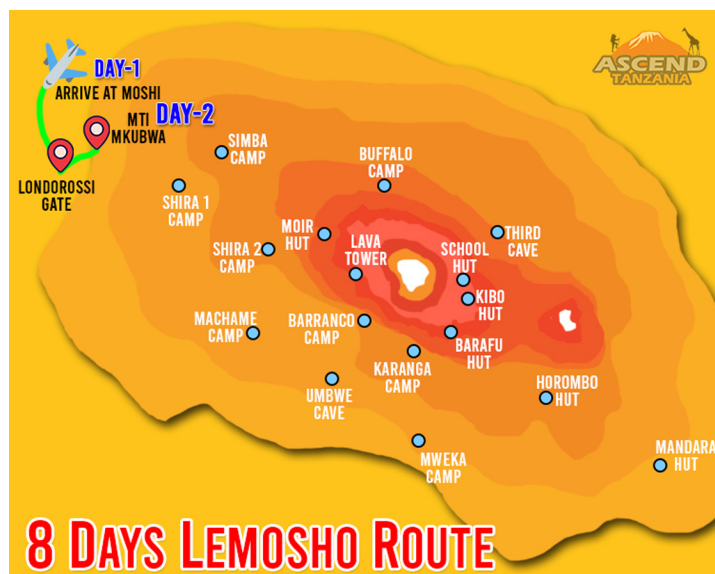 DAY-1
ARRIVE AT MOSHI
ASCEND
TANZANIA
DAY-2
MTI
MKUBWA
LONDOROSSI
GATE
SIMBA
CAMP
SHIRA 1
CAMP
BUFFALO
CAMP
MOIR
HUT
SHIRA 2
CAMP
LAVA
TOWER
THIRD
CAVE
SCHOOL
HUT
KIBO
HUT
MACHAME
CAMP
BARRANCO
CAMP
BARAFU
HUT
KARANGA
CAMP
UMBWE
CAVE
HOROMBO
HUT
MWEKA
CAMP
MANDARA
HUT
8 DAYS LEMOSHO ROUTE